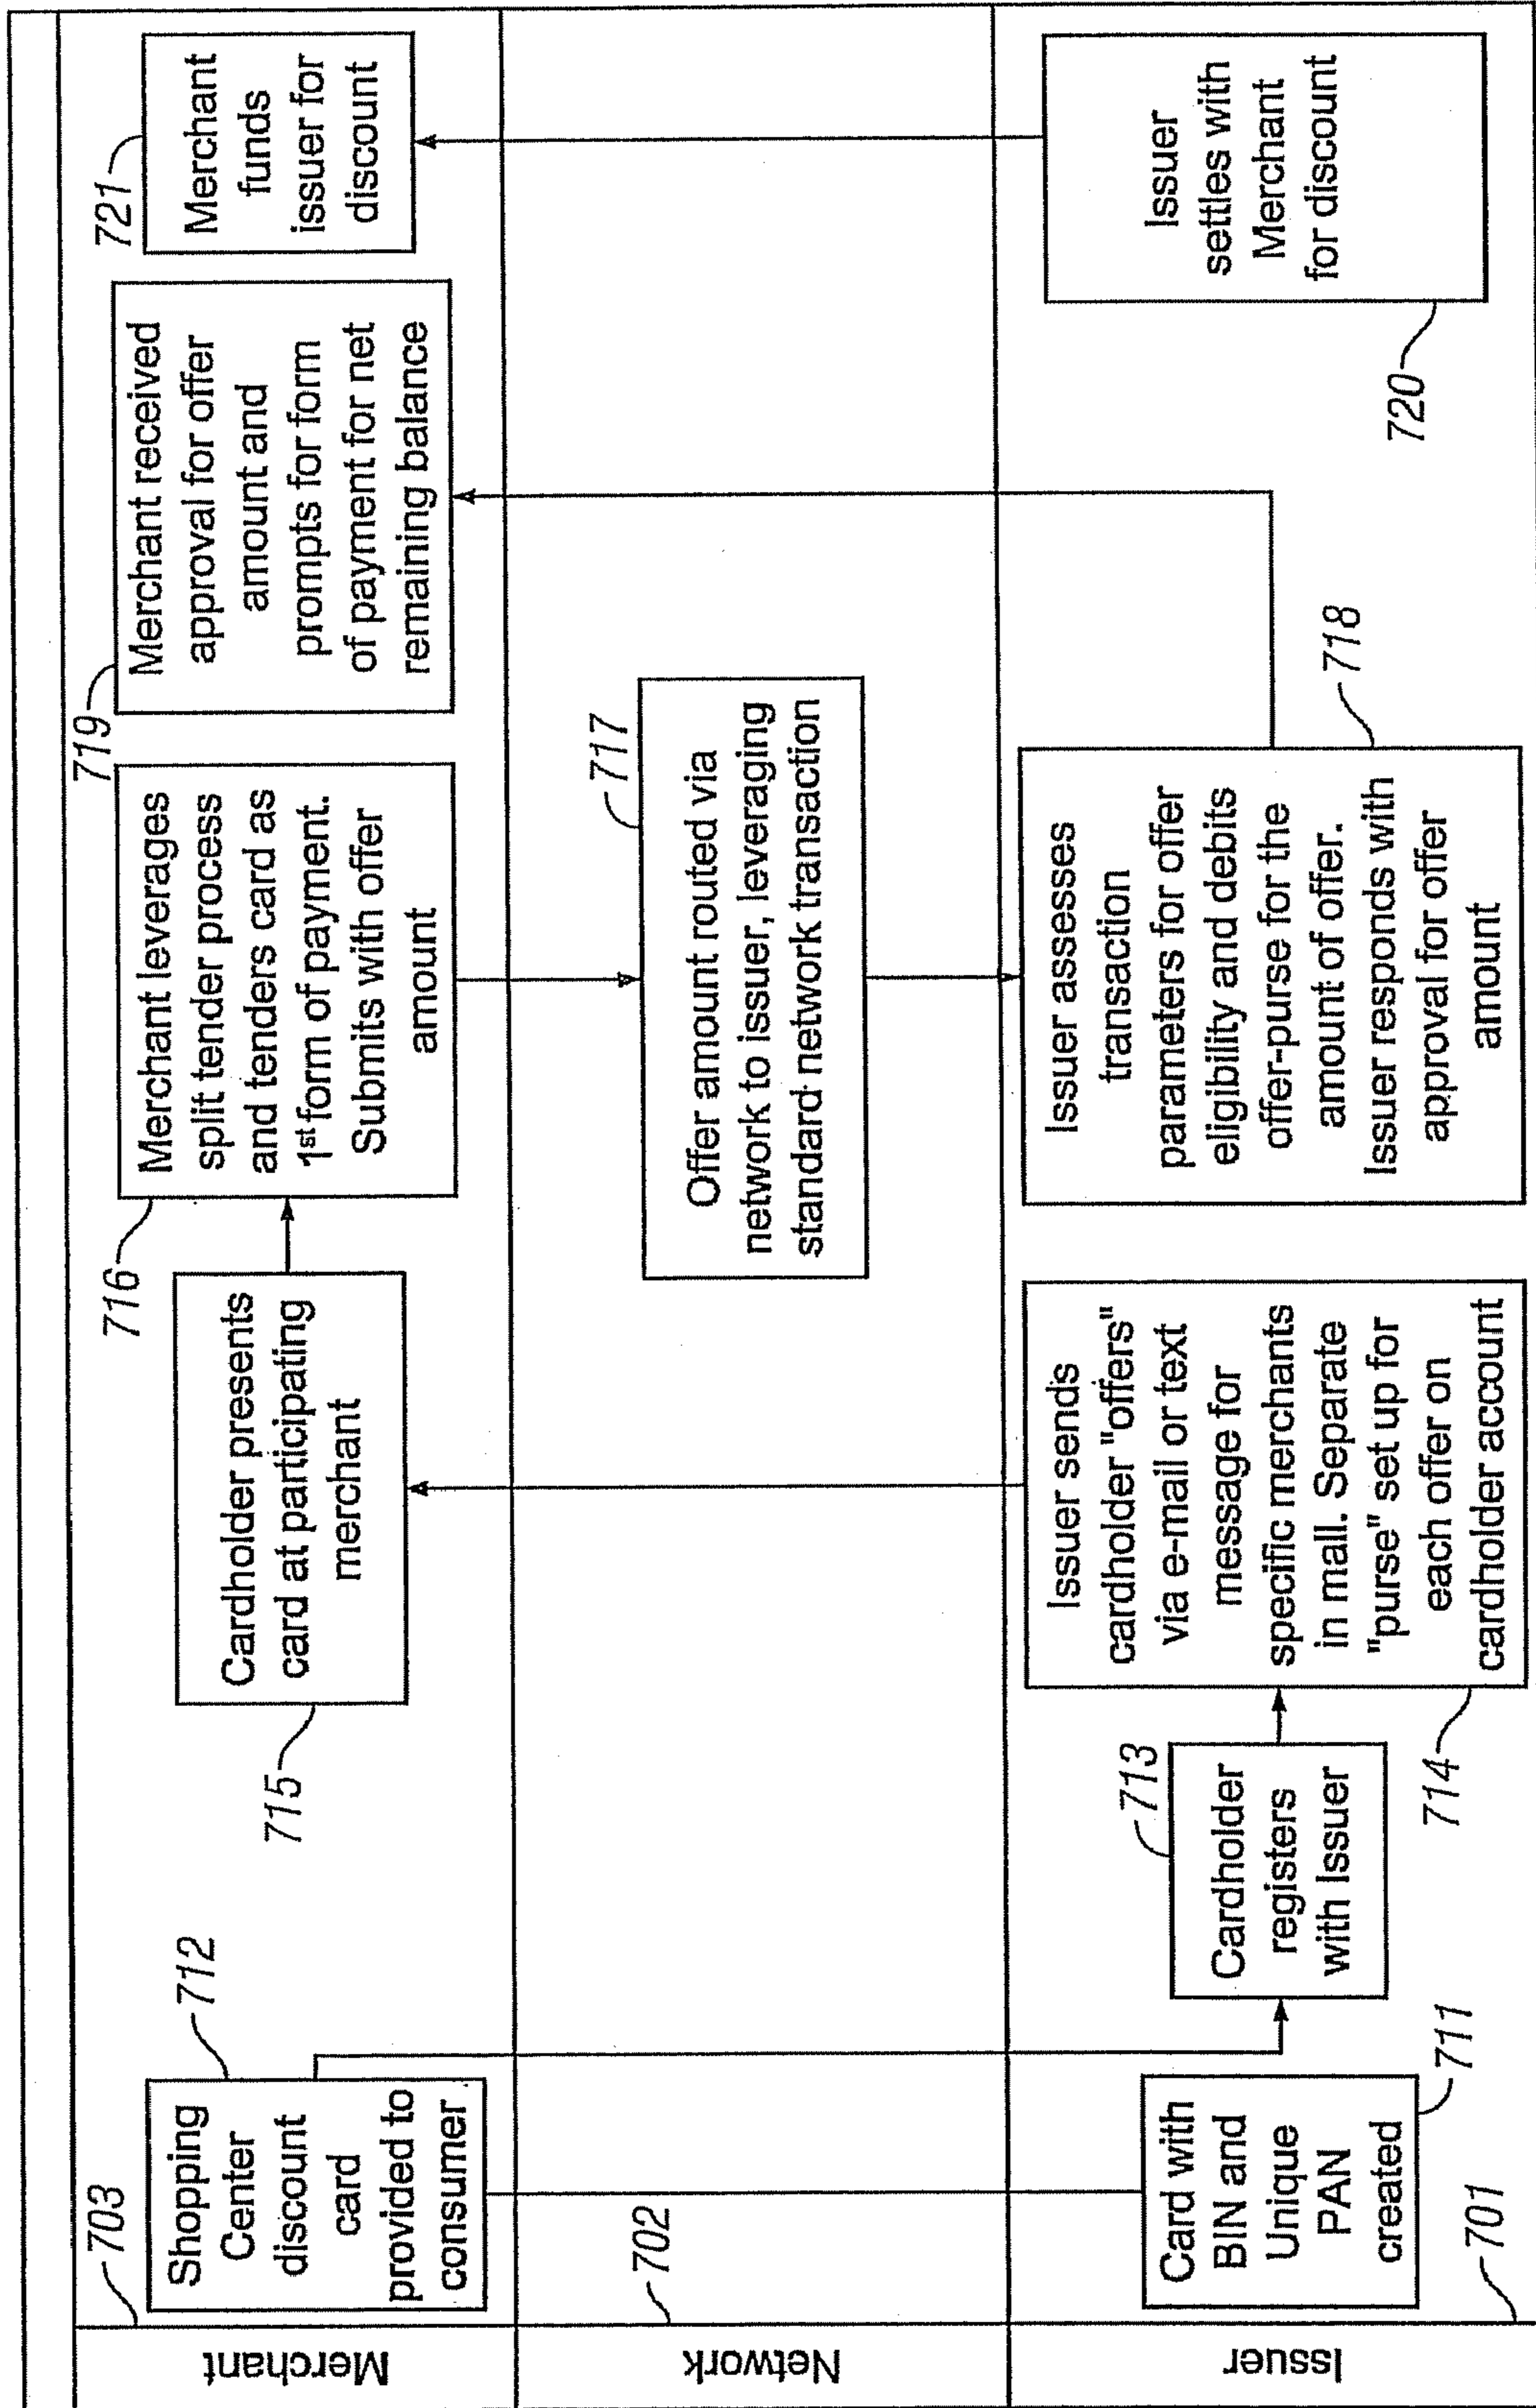 Merchant
703
Shopping
Center
discount
card
provided to
consumer
712
Cardholder presents
card at participating
merchant
715
Merchant leverages
split tender process
and tenders card as
1st form of payment.
Submits with offer
amount
716
Merchant received
approval for offer
amount and
prompts for form
of payment for net
remaining balance
719
Merchant
funds
issuer for
discount
721
Network
702
Offer amount routed via
network to issuer, leveraging
standard network transaction
717
Issuer
701
Card with
BIN and
Unique
PAN
created
711
Cardholder
registers
with Issuer
713
Issuer sends
cardholder "offers"
via e-mail or text
message for
specific merchants
in mall. Separate
"purse" set up for
each offer on
cardholder account
714
Issuer assesses
transaction
parameters for offer
eligibility and debits
offer-purse for the
amount of offer.
Issuer responds with
approval for offer
amount
718
Issuer
settles with
Merchant
for discount
720